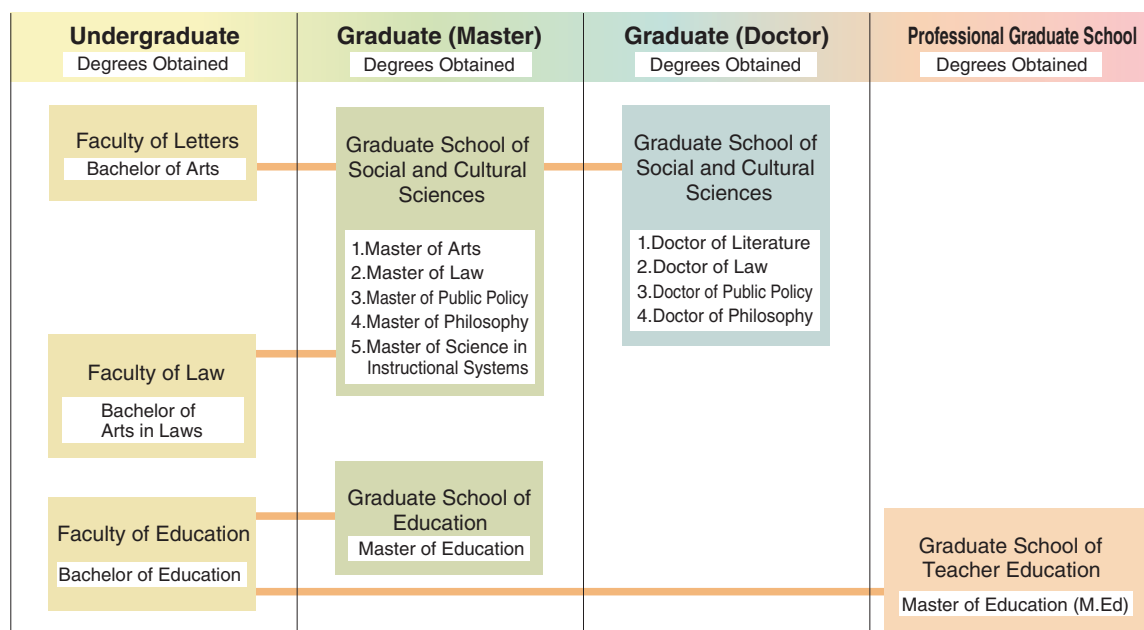 Undergraduate
Degrees Obtained
Graduate (Master)
Degrees Obtained
Graduate (Doctor)
Degrees Obtained
Professional Graduate School
Degrees Obtained
Faculty of Letters
Bachelor of Arts
Graduate School of
Social and Cultural
Sciences
1.Master of Arts
2.Master of Law
3.Master of Public Policy
4.Master of Philosophy
5.Master of Science in
Instructional Systems
Graduate School of
Social and Cultural
Sciences
1.Doctor of Literature
2.Doctor of Law
3.Doctor of Public Policy
4.Doctor of Philosophy
Faculty of Law
Bachelor of
Arts in Laws
Faculty of Education
Bachelor of Education
Graduate School of
Education
Master of Education
Graduate School of
Teacher Education
Master of Education (M.Ed)